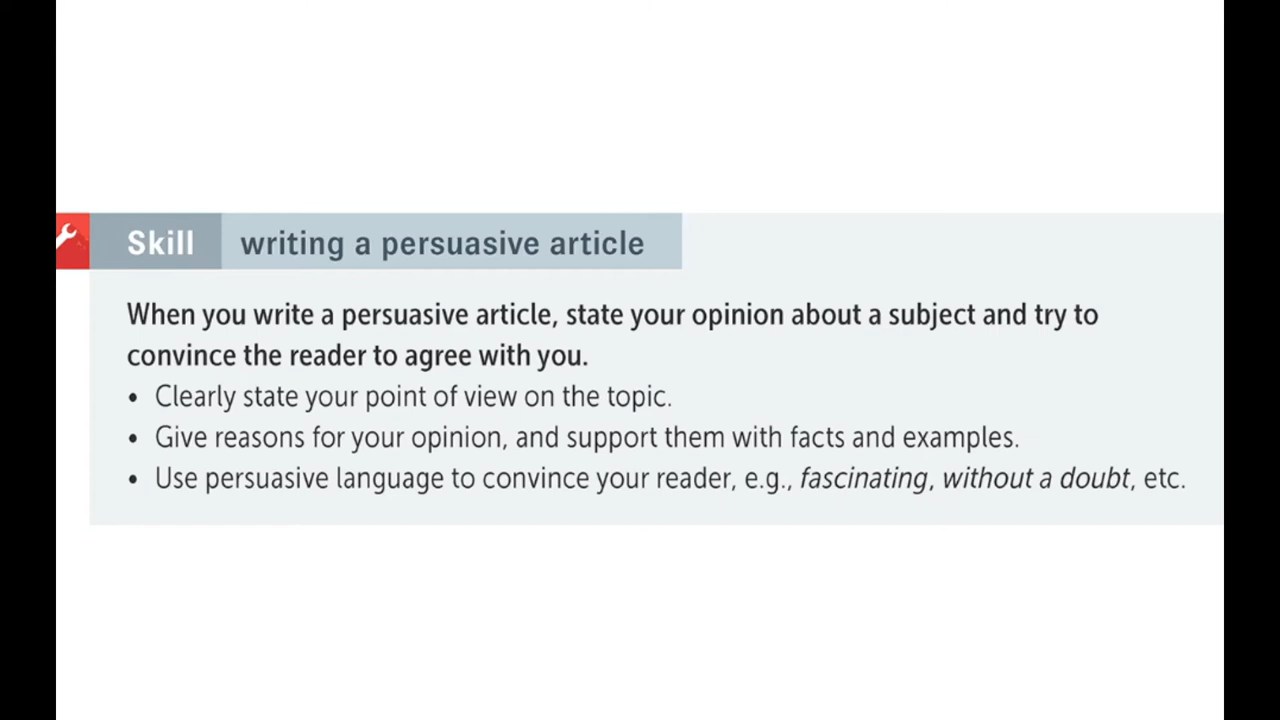 Skill writing a persuasive article
When you write a persuasive article, state your opinion about a subject and try to
convince the reader to agree with you.
• Clearly state your point of view on the topic.
• Give reasons for your opinion, and support them with facts and examples.
• Use persuasive language to convince your reader, e.g., fascinating, without a doubt, etc.